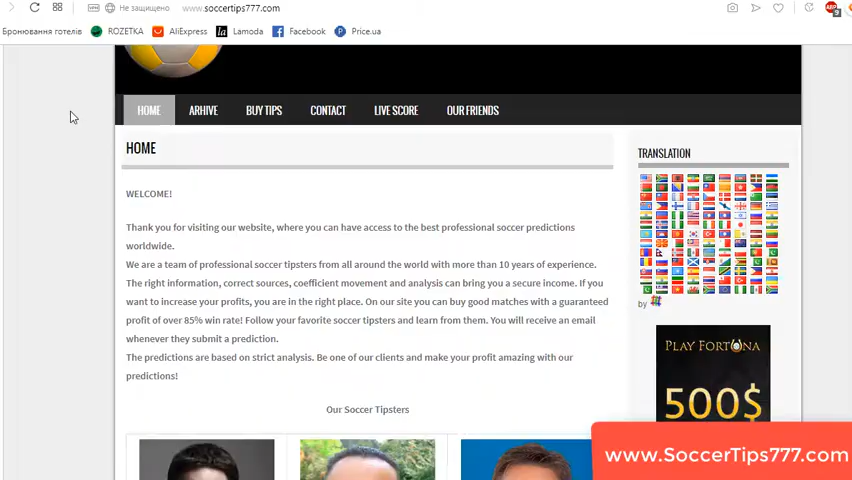 Не защищено www.soccertips777.com
Бронювання готелів ROZETKA AliExpress Lamoda Facebook Price.ua
HOME ARHIVE BUY TIPS CONTACT LIVE SCORE OUR FRIENDS
HOME
TRANSLATION
WELCOME!
Thank you for visiting our website, where you can have access to the best professional soccer predictions
worldwide.
We are a team of professional soccer tipsters from all around the world with more than 10 years of experience.
The right information, correct sources, coefficient movement and analysis can bring you a secure income. If you
want to increase your profits, you are in the right place. On our site you can buy good matches with a guaranteed
profit of over 85% win rate! Follow your favorite soccer tipsters and learn from them. You will receive an email
whenever they submit a prediction.
The predictions are based on strict analysis. Be one of our clients and make your profit amazing with our
predictions!
by
Our Soccer Tipsters
PLAY FORTUNA
500$
www.SoccerTips777.com